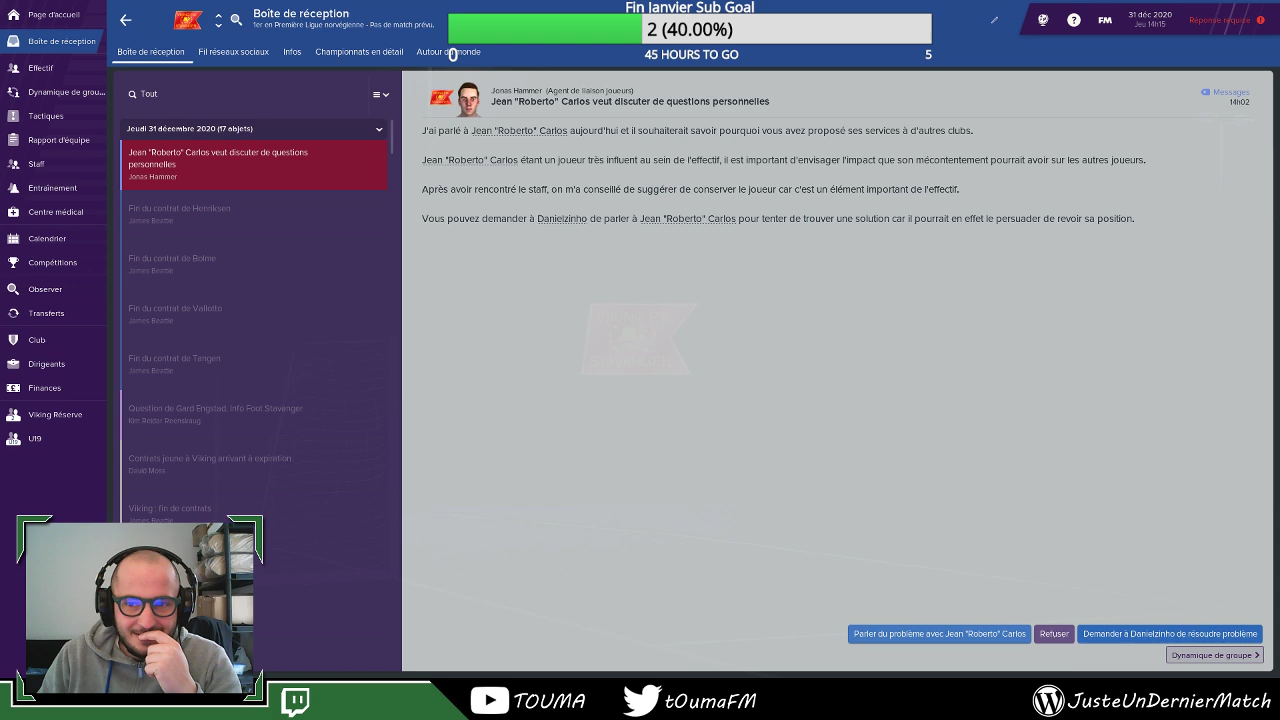 Page d'accueil
Boîte de réception
Effectif
Dynamique de grou...
Tactiques
Rapport d'équipe
Staff
Entraînement
Centre médical
Calendrier
Compétitions
Observer
Transferts
Club
Dirigeants
Finances
Viking Réserve
U19
Boîte de réception
1er en Première Ligue norvégienne - Pas de match prévu.
Fin Janvier Sub Goal
2 (40.00%)
0
45 HOURS TO GO
5
FM
31 déc 2020
Jeu 14h15
Réponse requise
Boîte de réception
Fil réseaux sociaux
Infos
Championnats en détail
Autour du monde
Tout
Jeudi 31 décembre 2020 (17 objets)
Jean "Roberto" Carlos veut discuter de questions
personnelles
Jonas Hammer
Fin du contrat de Henriksen
James Beattie
Fin du contrat de Bolme
James Beattie
Fin du contrat de Vallotto
James Beattie
Fin du contrat de Tangen
James Beattie
Question de Gard Engstad, Info Foot Stavanger
Kim Reidar Reenskaug
Contrats jeune à Viking arrivant à expiration
David Moss
Viking : fin de contrats
James Beattie
Jonas Hammer (Agent de liaison joueurs)
Jean "Roberto" Carlos veut discuter de questions personnelles
Messages
14h02
J'ai parlé à Jean "Roberto" Carlos aujourd'hui et il souhaiterait savoir pourquoi vous avez proposé ses services à d'autres clubs.
Jean "Roberto" Carlos étant un joueur très influent au sein de l'effectif, il est important d'envisager l'impact que son mécontentement pourrait avoir sur les autres joueurs.
Après avoir rencontré le staff, on m'a conseillé de suggérer de conserver le joueur car c'est un élément important de l'effectif.
Vous pouvez demander à Danielzinho de parler à Jean "Roberto" Carlos pour tenter de trouver une solution car il pourrait en effet le persuader de revoir sa position.
Parler du problème avec Jean "Roberto" Carlos
Refuser
Demander à Danielzinho de résoudre problème
Dynamique de groupe
TOUMA
tOumaFM
JusteUnDernierMatch